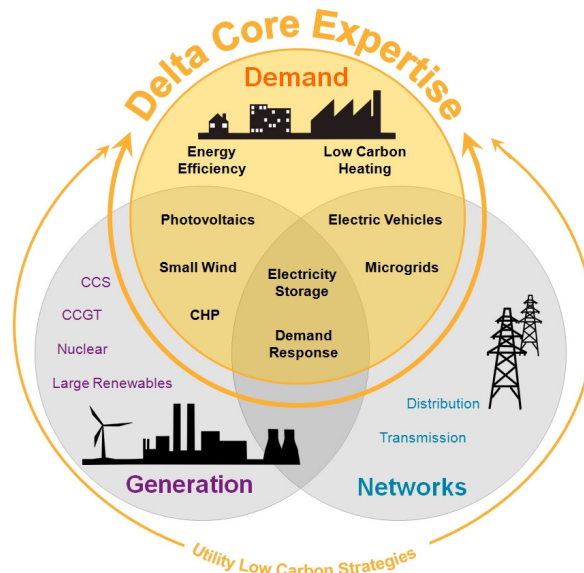 Delta Core Expertise
Demand
Energy
Efficiency
Low Carbon
Heating
Photovoltaics
Electric Vehicles
Small Wind
Electricity
Storage
Microgrids
CCS
CHP
CCGT
Demand
Response
Nuclear
Large Renewables
Distribution
Transmission
Generation
Networks
Utility Low Carbon Strategies